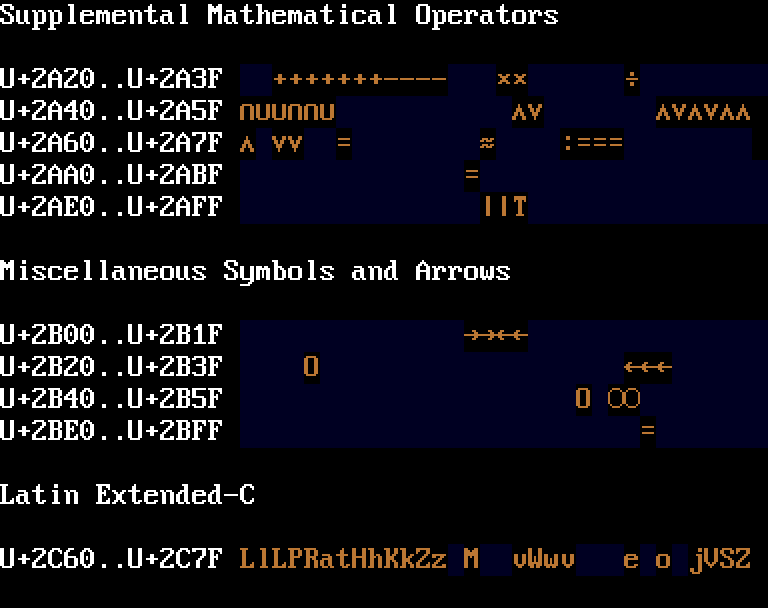 Supplemental Mathematical Operators
U+2A20..U+2A3F +++++++---- ×× ÷
U+2A40..U+2A5F ∩∪∪∩∩∪ ∧∨ ∧∨∧∨∧∧
U+2A60..U+2A7F ∧ ∨∨ = ≈ :===
U+2AA0..U+2ABF =
U+2AE0..U+2AFF ||T
Miscellaneous Symbols and Arrows
U+2B00..U+2B1F →→←←
U+2B20..U+2B3F O ←←←
U+2B40..U+2B5F O ◯◯
U+2BE0..U+2BFF =
Latin Extended-C
U+2C60..U+2C7F LlLPRatHhKkZz M vWwv e o jVSZ